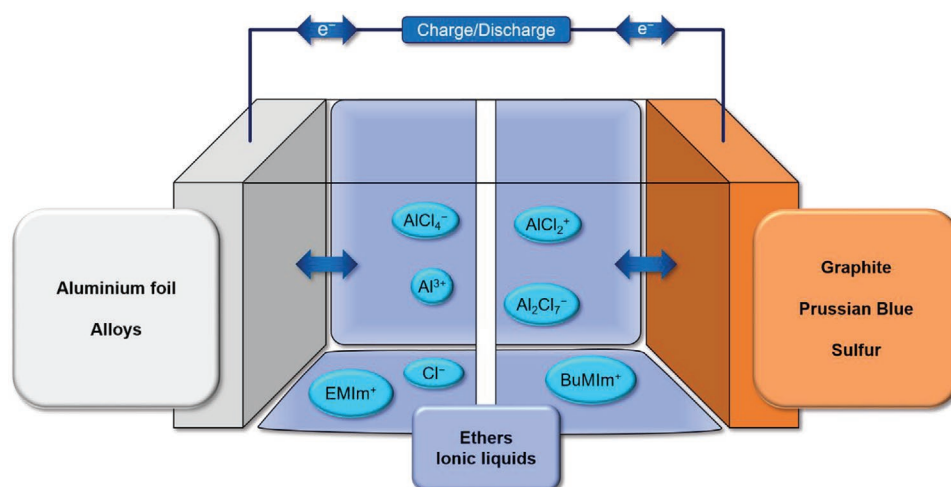 e⁻
Charge/Discharge
e⁻
AlCl₄⁻
AlCl₂⁺
Al³⁺
Al₂Cl₇⁻
Aluminium foil
Alloys
Graphite
Prussian Blue
Sulfur
EMIm⁺
Cl⁻
BuMIm⁺
Ethers
Ionic liquids